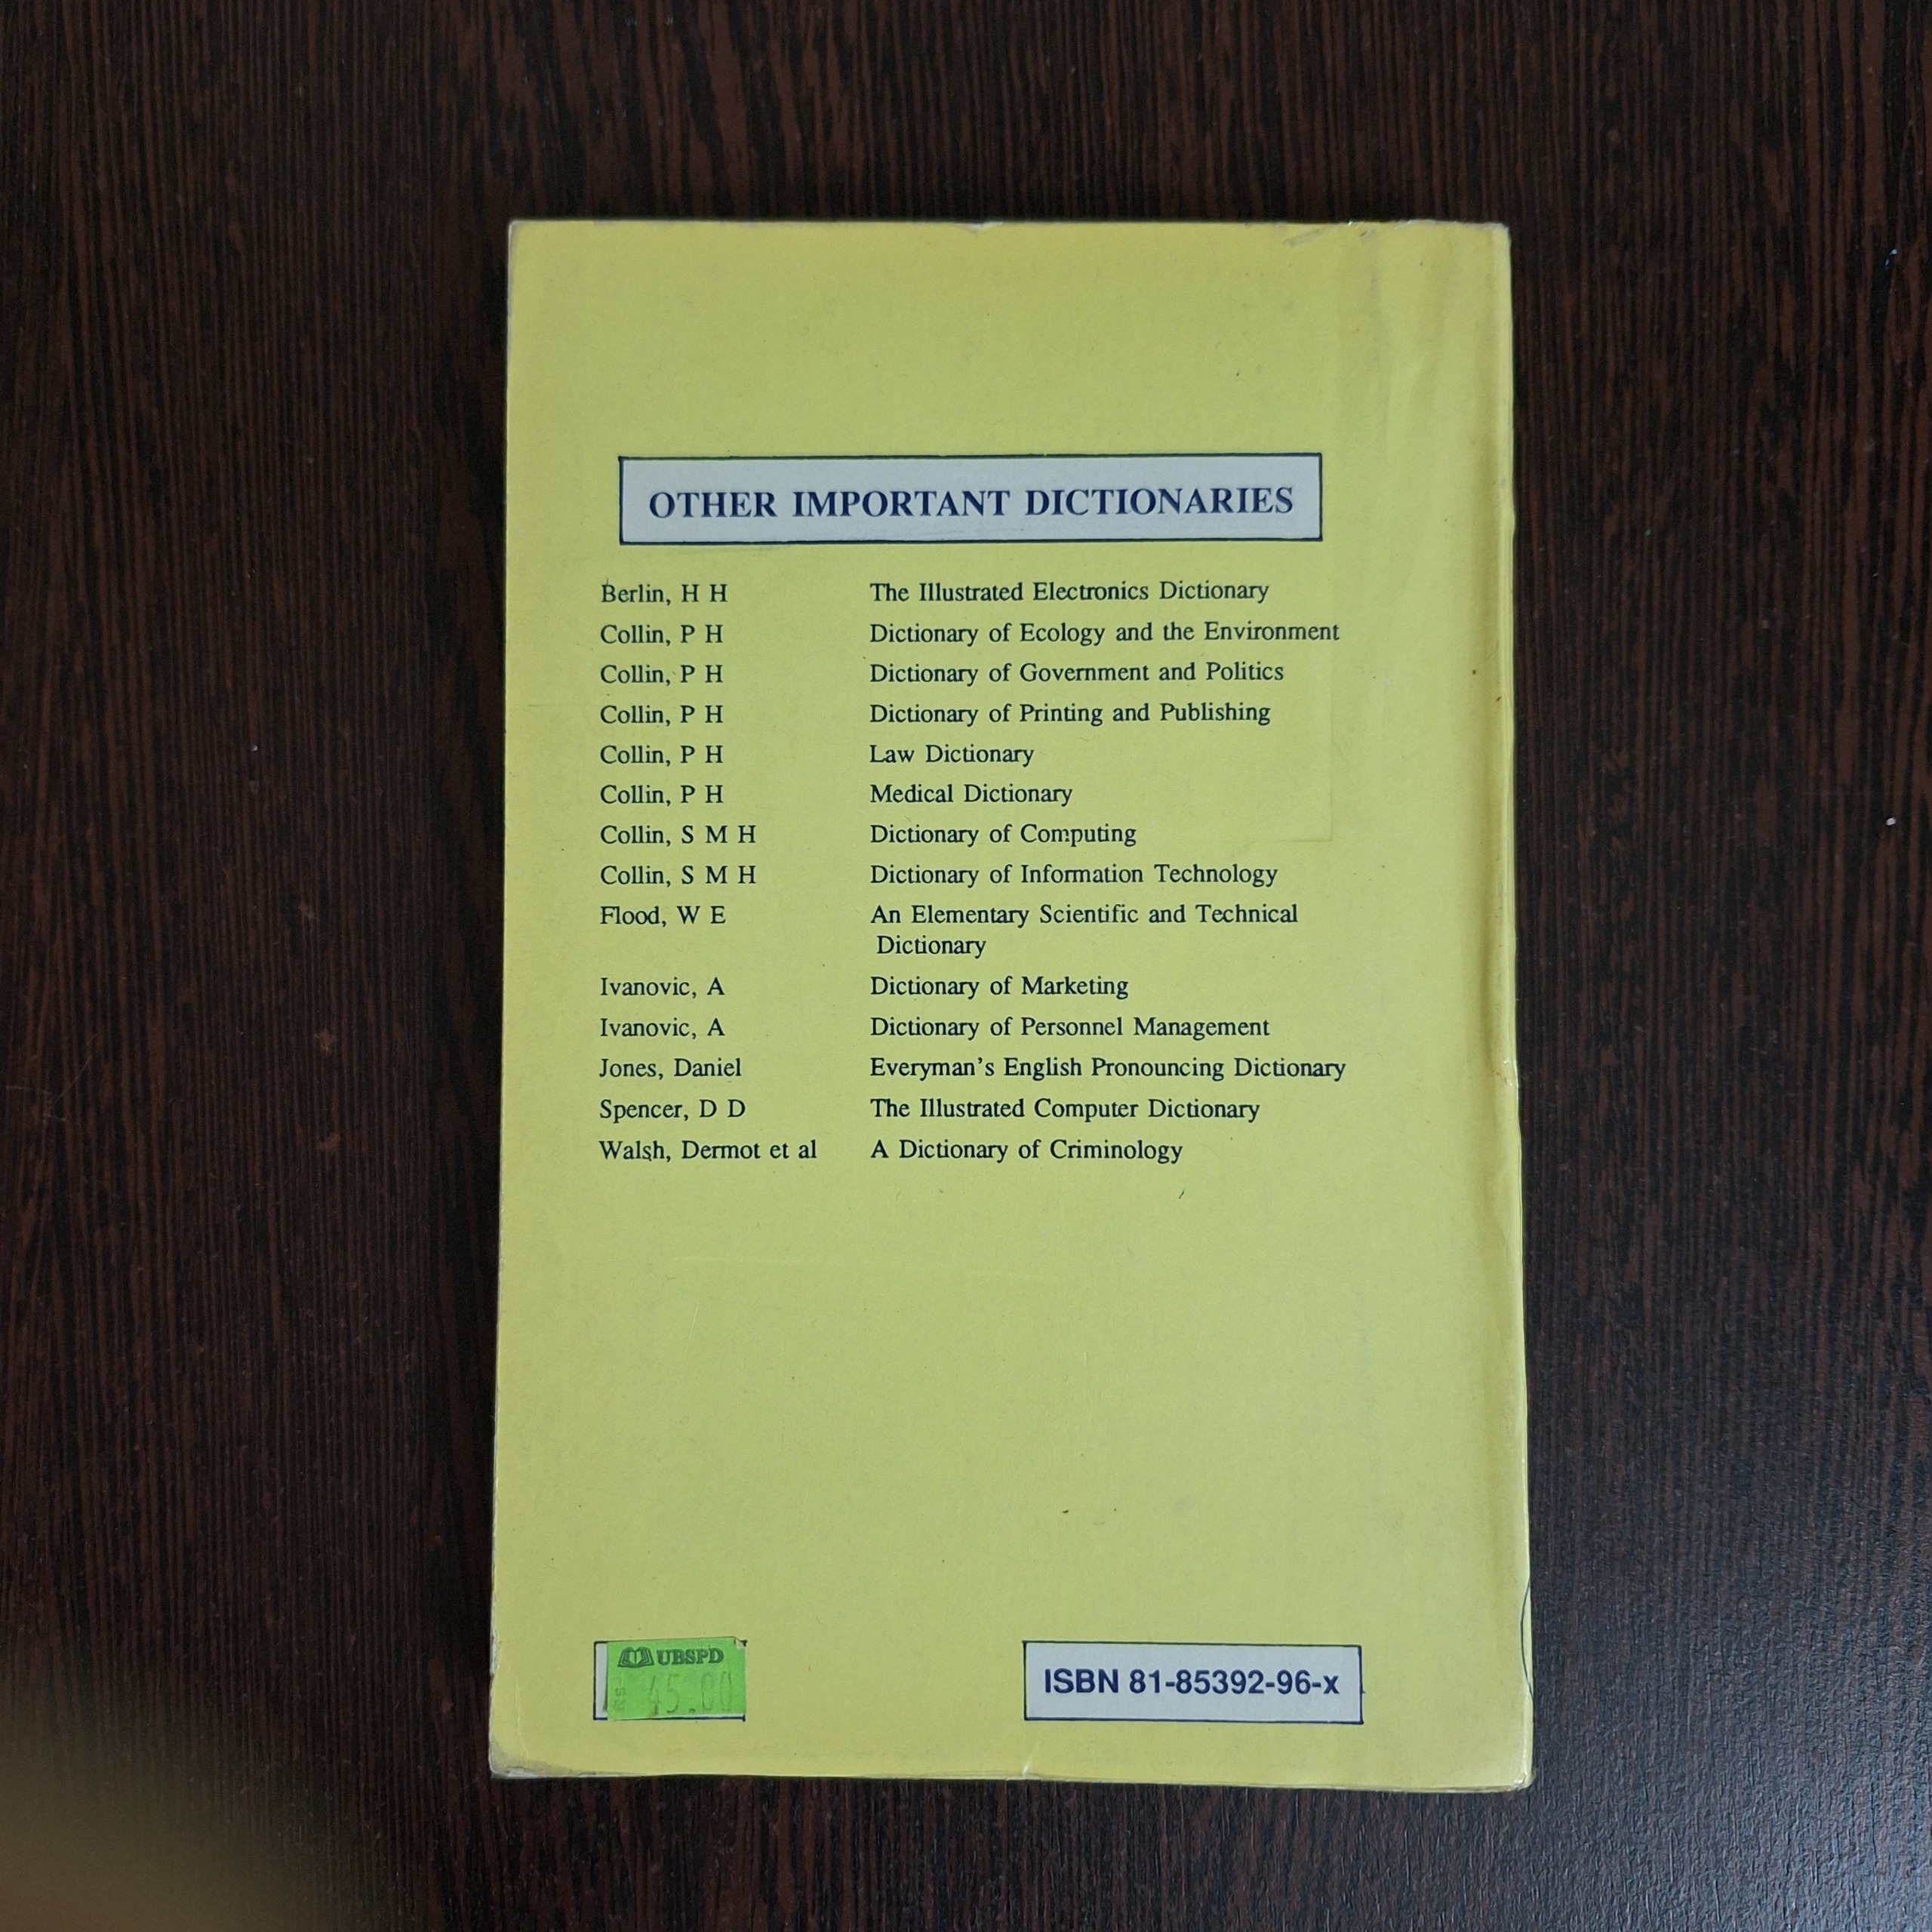 OTHER IMPORTANT DICTIONARIES
Berlin, H H The Illustrated Electronics Dictionary
Collin, P H Dictionary of Ecology and the Environment
Collin, P H Dictionary of Government and Politics
Collin, P H Dictionary of Printing and Publishing
Collin, P H Law Dictionary
Collin, P H Medical Dictionary
Collin, S M H Dictionary of Computing
Collin, S M H Dictionary of Information Technology
Flood, W E An Elementary Scientific and Technical
Dictionary
Ivanovic, A Dictionary of Marketing
Ivanovic, A Dictionary of Personnel Management
Jones, Daniel Everyman's English Pronouncing Dictionary
Spencer, D D The Illustrated Computer Dictionary
Walsh, Dermot et al A Dictionary of Criminology
UBSPD
RS 45.00
ISBN 81-85392-96-x